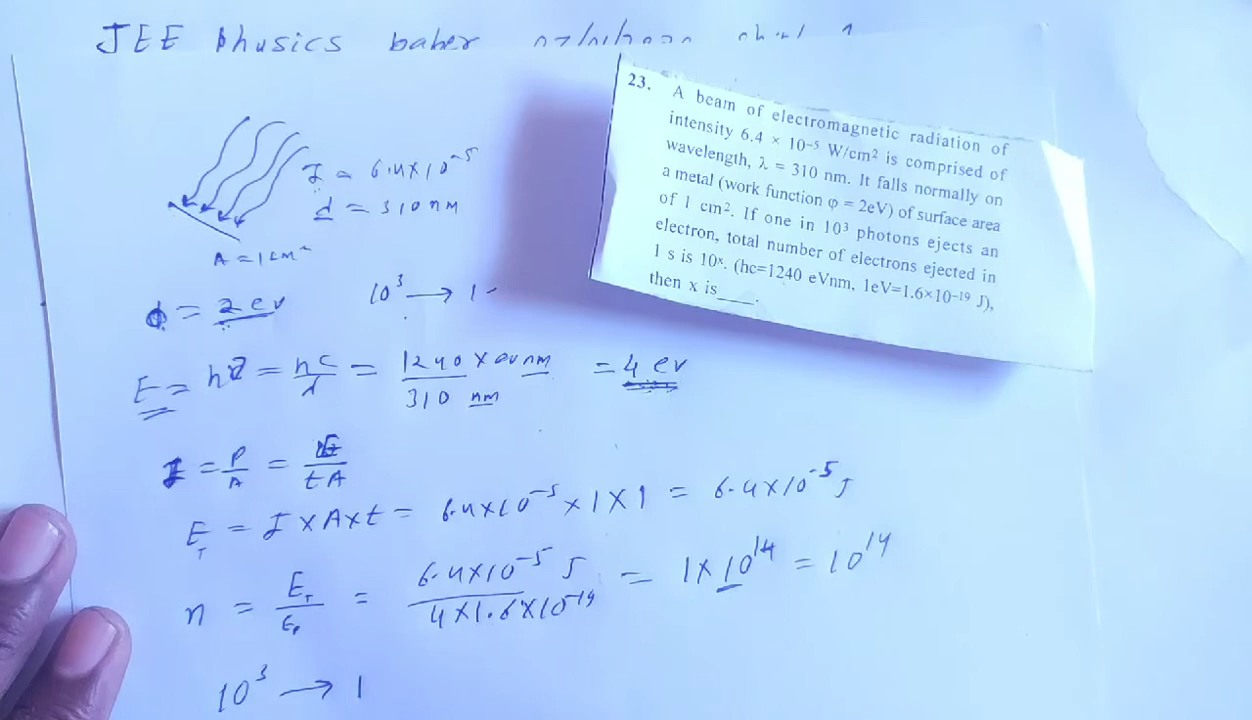 JEE physics
23. A beam of electromagnetic radiation of
intensity 6.4 × 10⁻⁵ W/cm² is comprised of
wavelength, λ = 310 nm. It falls normally on
a metal (work function φ = 2eV) of surface area
of 1 cm². If one in 10³ photons ejects an
electron, total number of electrons ejected in
1 s is 10ˣ. (hc=1240 eVnm, 1eV=1.6×10⁻¹⁹ J),
then x is____.
I = 6.4×10⁻⁵
d = 310 nm
A = 1cm²
ϕ = 2 ev 10³ → 1
E = hν = hc/λ = 1240 × ev nm / 310 nm = 4 ev
I = P/A = E/tA
E_T = I × A × t = 6.4×10⁻⁵ × 1 × 1 = 6.4×10⁻⁵ J
n = E_T/E_P = 6.4×10⁻⁵ J / 4×1.6×10⁻¹⁹ = 1×10¹⁴ = 10¹⁴
10³ → 1